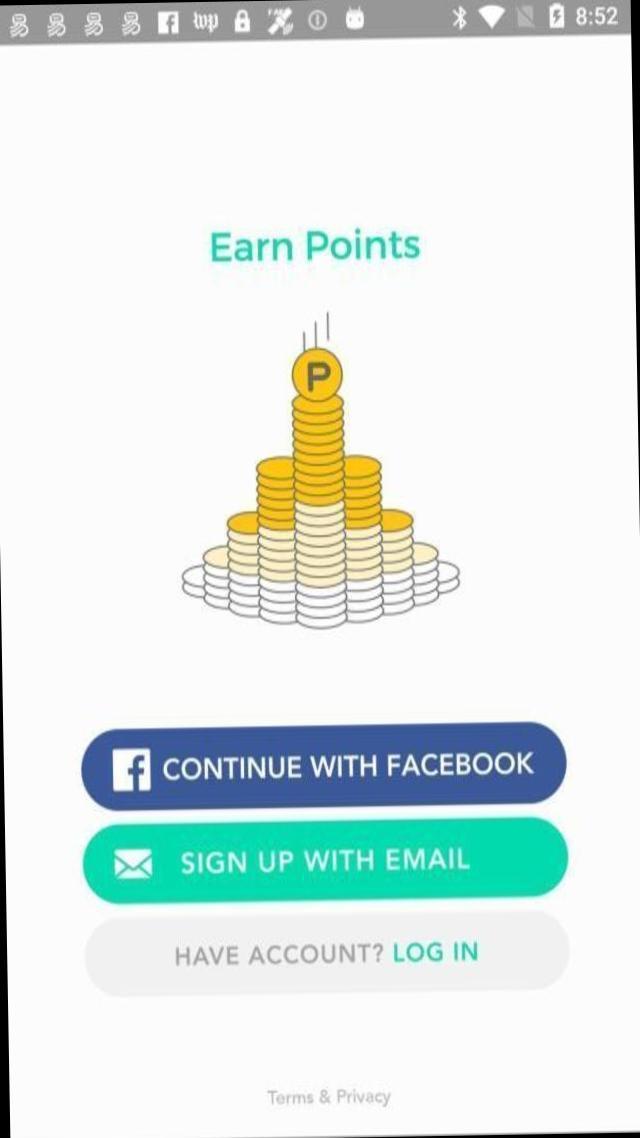 8:52
Earn Points
P
CONTINUE WITH FACEBOOK
SIGN UP WITH EMAIL
HAVE ACCOUNT? LOG IN
Terms & Privacy